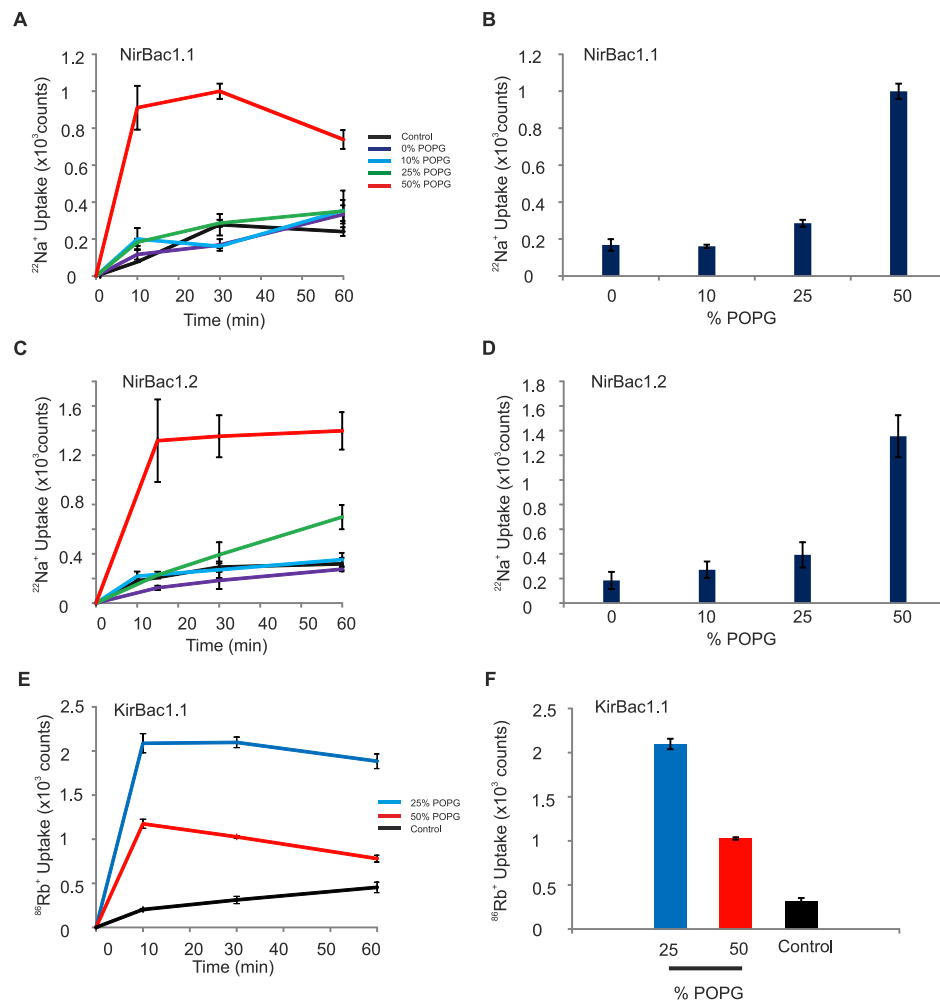 A
NirBac1.1
²²Na⁺ Uptake (x10³counts)
1.2
1
0.8
0.6
0.4
0.2
0
0 10 20 30 40 50 60
Time (min)
Control
0% POPG
10% POPG
25% POPG
50% POPG
B
NirBac1.1
²²Na⁺ Uptake (x10³counts)
1.2
1
0.8
0.6
0.4
0.2
0
0 10 25 50
% POPG
C
NirBac1.2
²²Na⁺ Uptake (x10³counts)
1.6
1.2
0.8
0.4
0
0 10 20 30 40 50 60
Time (min)
D
NirBac1.2
²²Na⁺ Uptake (x10³counts)
1.8
1.6
1.4
1.2
1
0.8
0.6
0.4
0.2
0
0 10 25 50
% POPG
E
KirBac1.1
⁸⁶Rb⁺ Uptake (x10³ counts)
2.5
2
1.5
1
0.5
0
0 10 20 30 40 50 60
Time (min)
25% POPG
50% POPG
Control
F
KirBac1.1
⁸⁶Rb⁺ Uptake (x10³ counts)
2.5
2
1.5
1
0.5
0
25 50 Control
% POPG